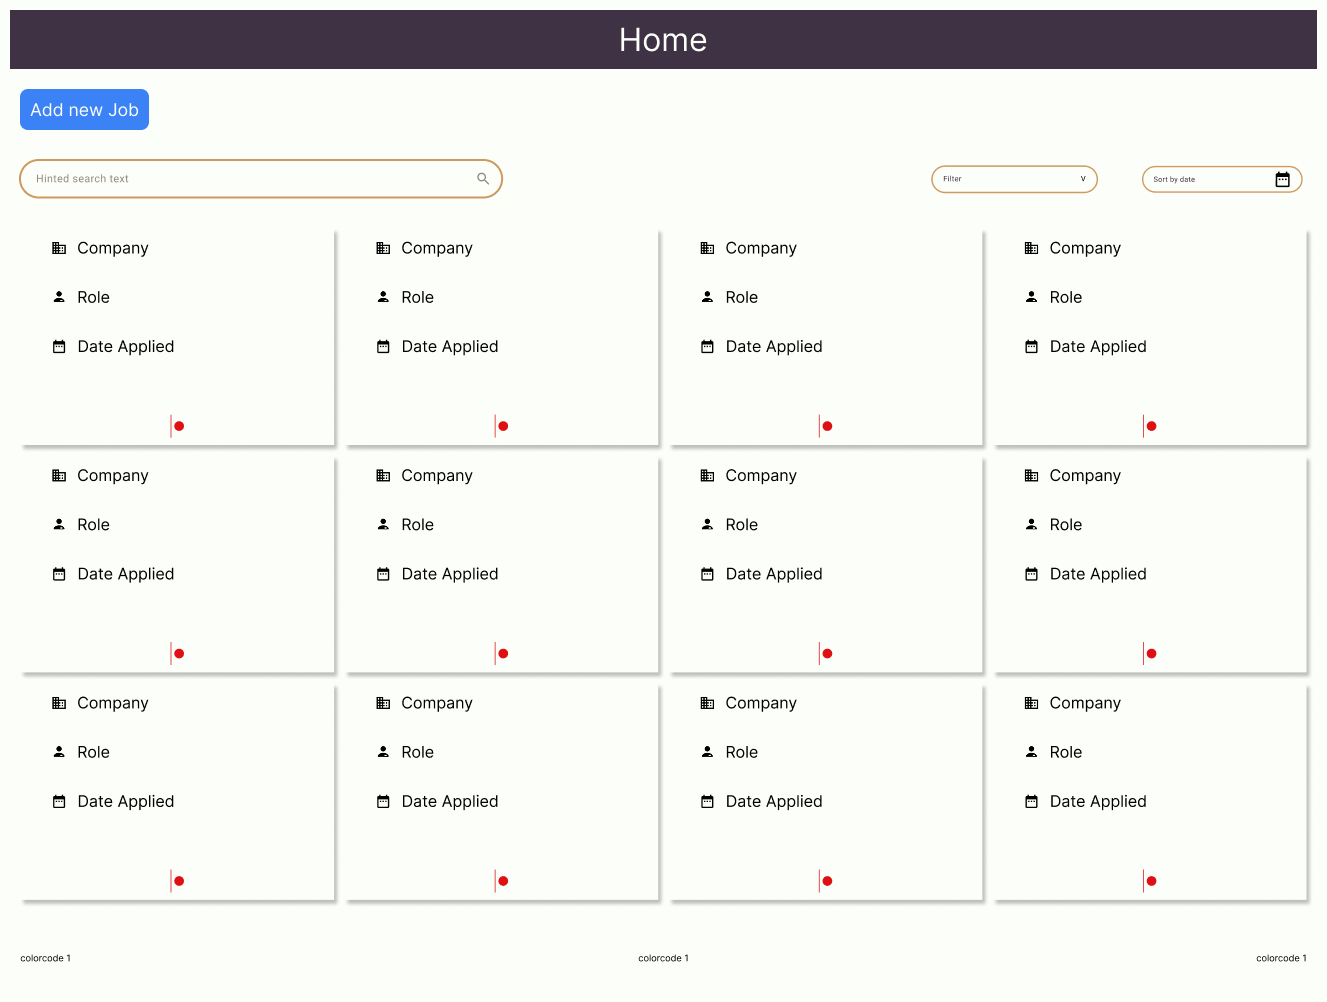 Home
Add new Job
Hinted search text
Filter
V
Sort by date
Company
Company
Company
Company
Role
Role
Role
Role
Date Applied
Date Applied
Date Applied
Date Applied
Company
Company
Company
Company
Role
Role
Role
Role
Date Applied
Date Applied
Date Applied
Date Applied
Company
Company
Company
Company
Role
Role
Role
Role
Date Applied
Date Applied
Date Applied
Date Applied
colorcode 1
colorcode 1
colorcode 1